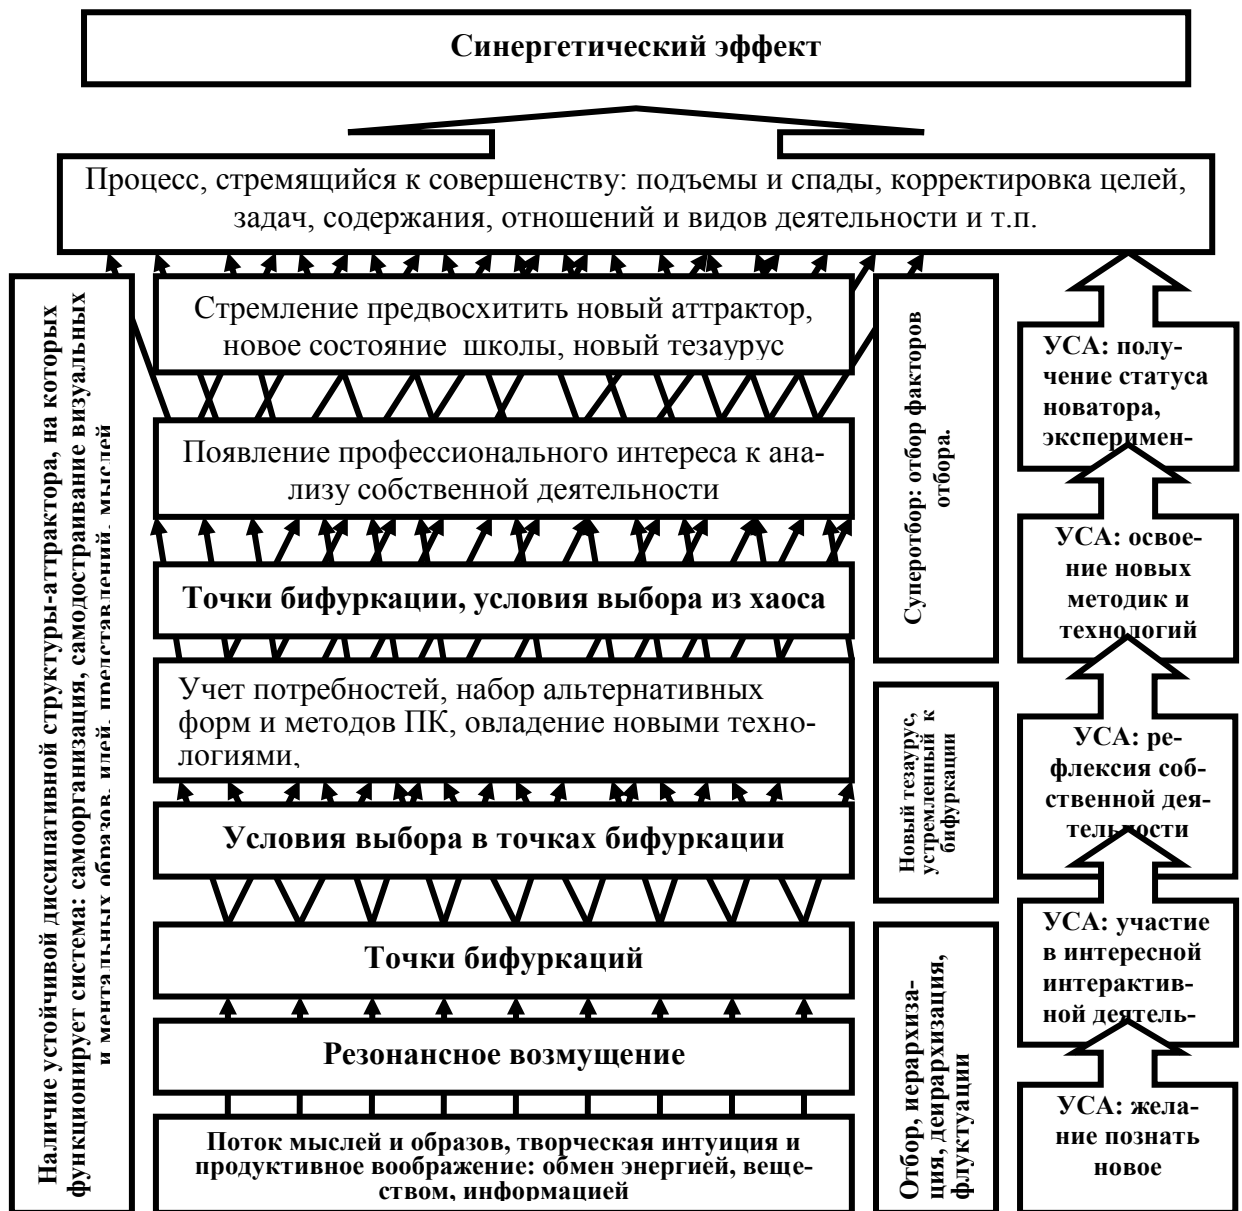 Синергетический эффект
Процесс, стремящийся к совершенству: подъемы и спады, корректировка целей,
задач, содержания, отношений и видов деятельности и т.п.
Наличие устойчивой диссипативной структуры-аттрактора, на которых
функционирует система: самоорганизация, самодостраивание визуальных
и ментальных образов, идей, представлений, мыслей
Стремление предвосхитить новый аттрактор,
новое состояние школы, новый тезаурус
Появление профессионального интереса к ана-
лизу собственной деятельности
Точки бифуркации, условия выбора из хаоса
Учет потребностей, набор альтернативных
форм и методов ПК, овладение новыми техно-
логиями,
Условия выбора в точках бифуркации
Точки бифуркаций
Резонансное возмущение
Поток мыслей и образов, творческая интуиция и
продуктивное воображение: обмен энергией, веще-
ством, информацией
Суперотбор: отбор факторов
отбора.
Новый тезаурус,
устремленный к
бифуркации
Отбор, иерархиза-
ция, деирархизация,
флуктуации
УСА: полу-
чение статуса
новатора,
эксперимен-
УСА: освое-
ние новых
методик и
технологий
УСА: ре-
флексия соб-
ственной дея-
тельности
УСА: участие
в интересной
интерактив-
ной деятель-
УСА: жела-
ние познать
новое